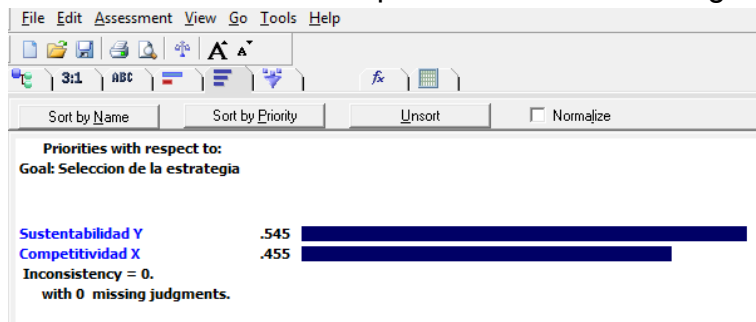 File Edit Assessment View Go Tools Help
A A
3:1 ABC fx
Sort by Name Sort by Priority Unsort Normalize
Priorities with respect to:
Goal: Seleccion de la estrategia
Sustentabilidad Y .545
Competitividad X .455
Inconsistency = 0.
with 0 missing judgments.